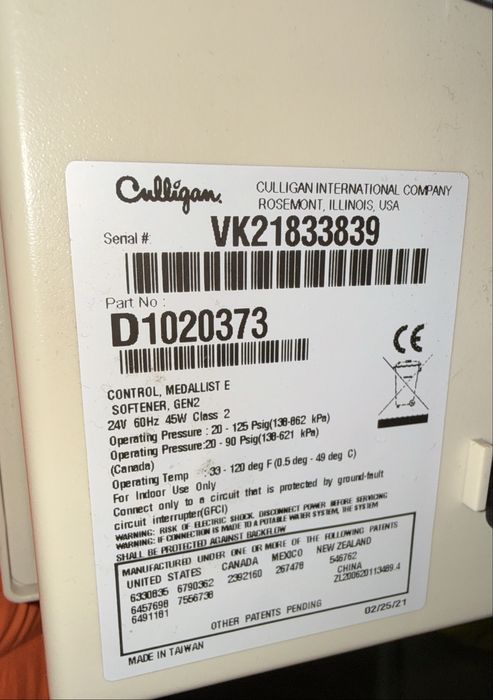 Culligan.
CULLIGAN INTERNATIONAL COMPANY
ROSEMONT, ILLINOIS, USA
Serial #: VK21833839
Part No :
D1020373
CE
CONTROL, MEDALLIST E
SOFTENER, GEN2
24V 60Hz 45W Class 2
Operating Pressure : 20 - 125 Psig(138-862 kPa)
Operating Pressure:20 - 90 Psig(138-621 kPa)
(Canada)
Operating Temp : 33 - 120 deg F (0.5 deg - 49 deg C)
For Indoor Use Only
Connect only to a circuit that is protected by ground-fault
circuit interrupter(GFCI)
WARNING: RISK OF ELECTRIC SHOCK. DISCONNECT POWER BEFORE SERVICING
WARNING: IF CONNECTION IS MADE TO A POTABLE WATER SYSTEM, THE SYSTEM
SHALL BE PROTECTED AGAINST BACKFLOW
MANUFACTURED UNDER ONE OR MORE OF THE FOLLOWING PATENTS
UNITED STATES CANADA MEXICO NEW ZEALAND
6330835 6790362 2392160 267478 546762
6457698 7556738 CHINA
6491181 ZL200620113489.4
OTHER PATENTS PENDING
02/25/21
MADE IN TAIWAN